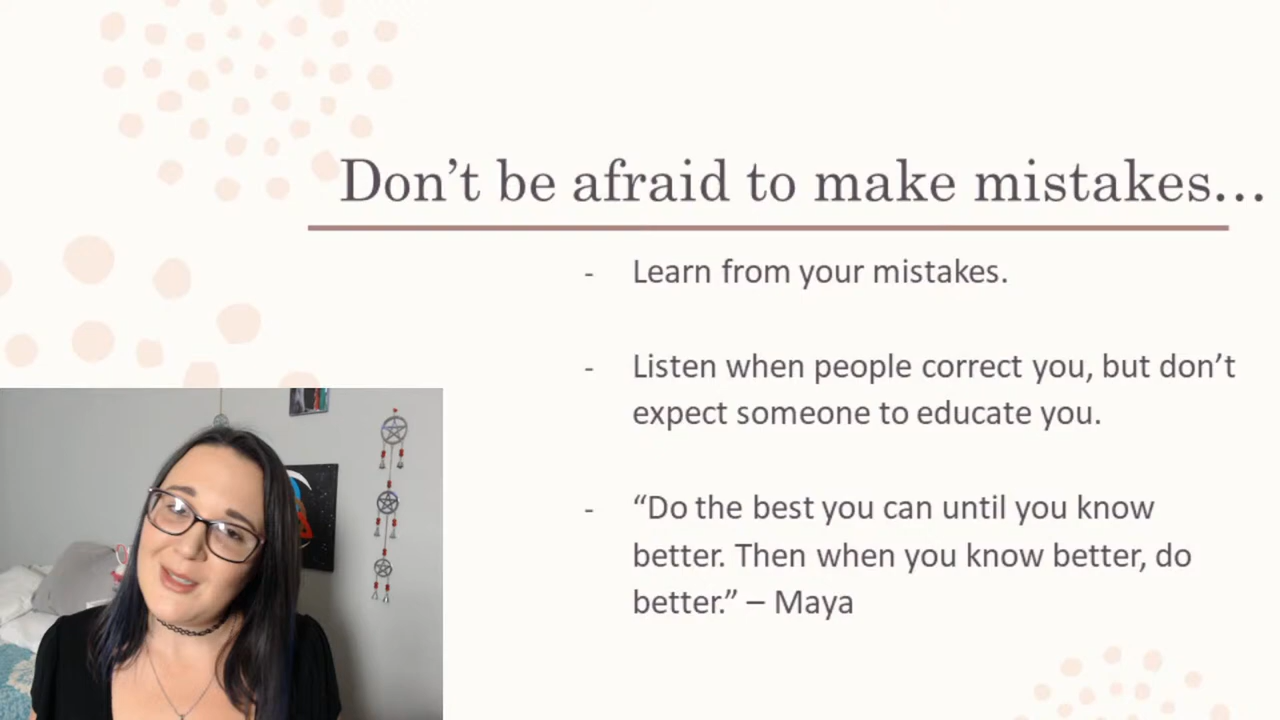 Don’t be afraid to make mistakes…
- Learn from your mistakes.
- Listen when people correct you, but don’t
expect someone to educate you.
- “Do the best you can until you know
better. Then when you know better, do
better.” – Maya